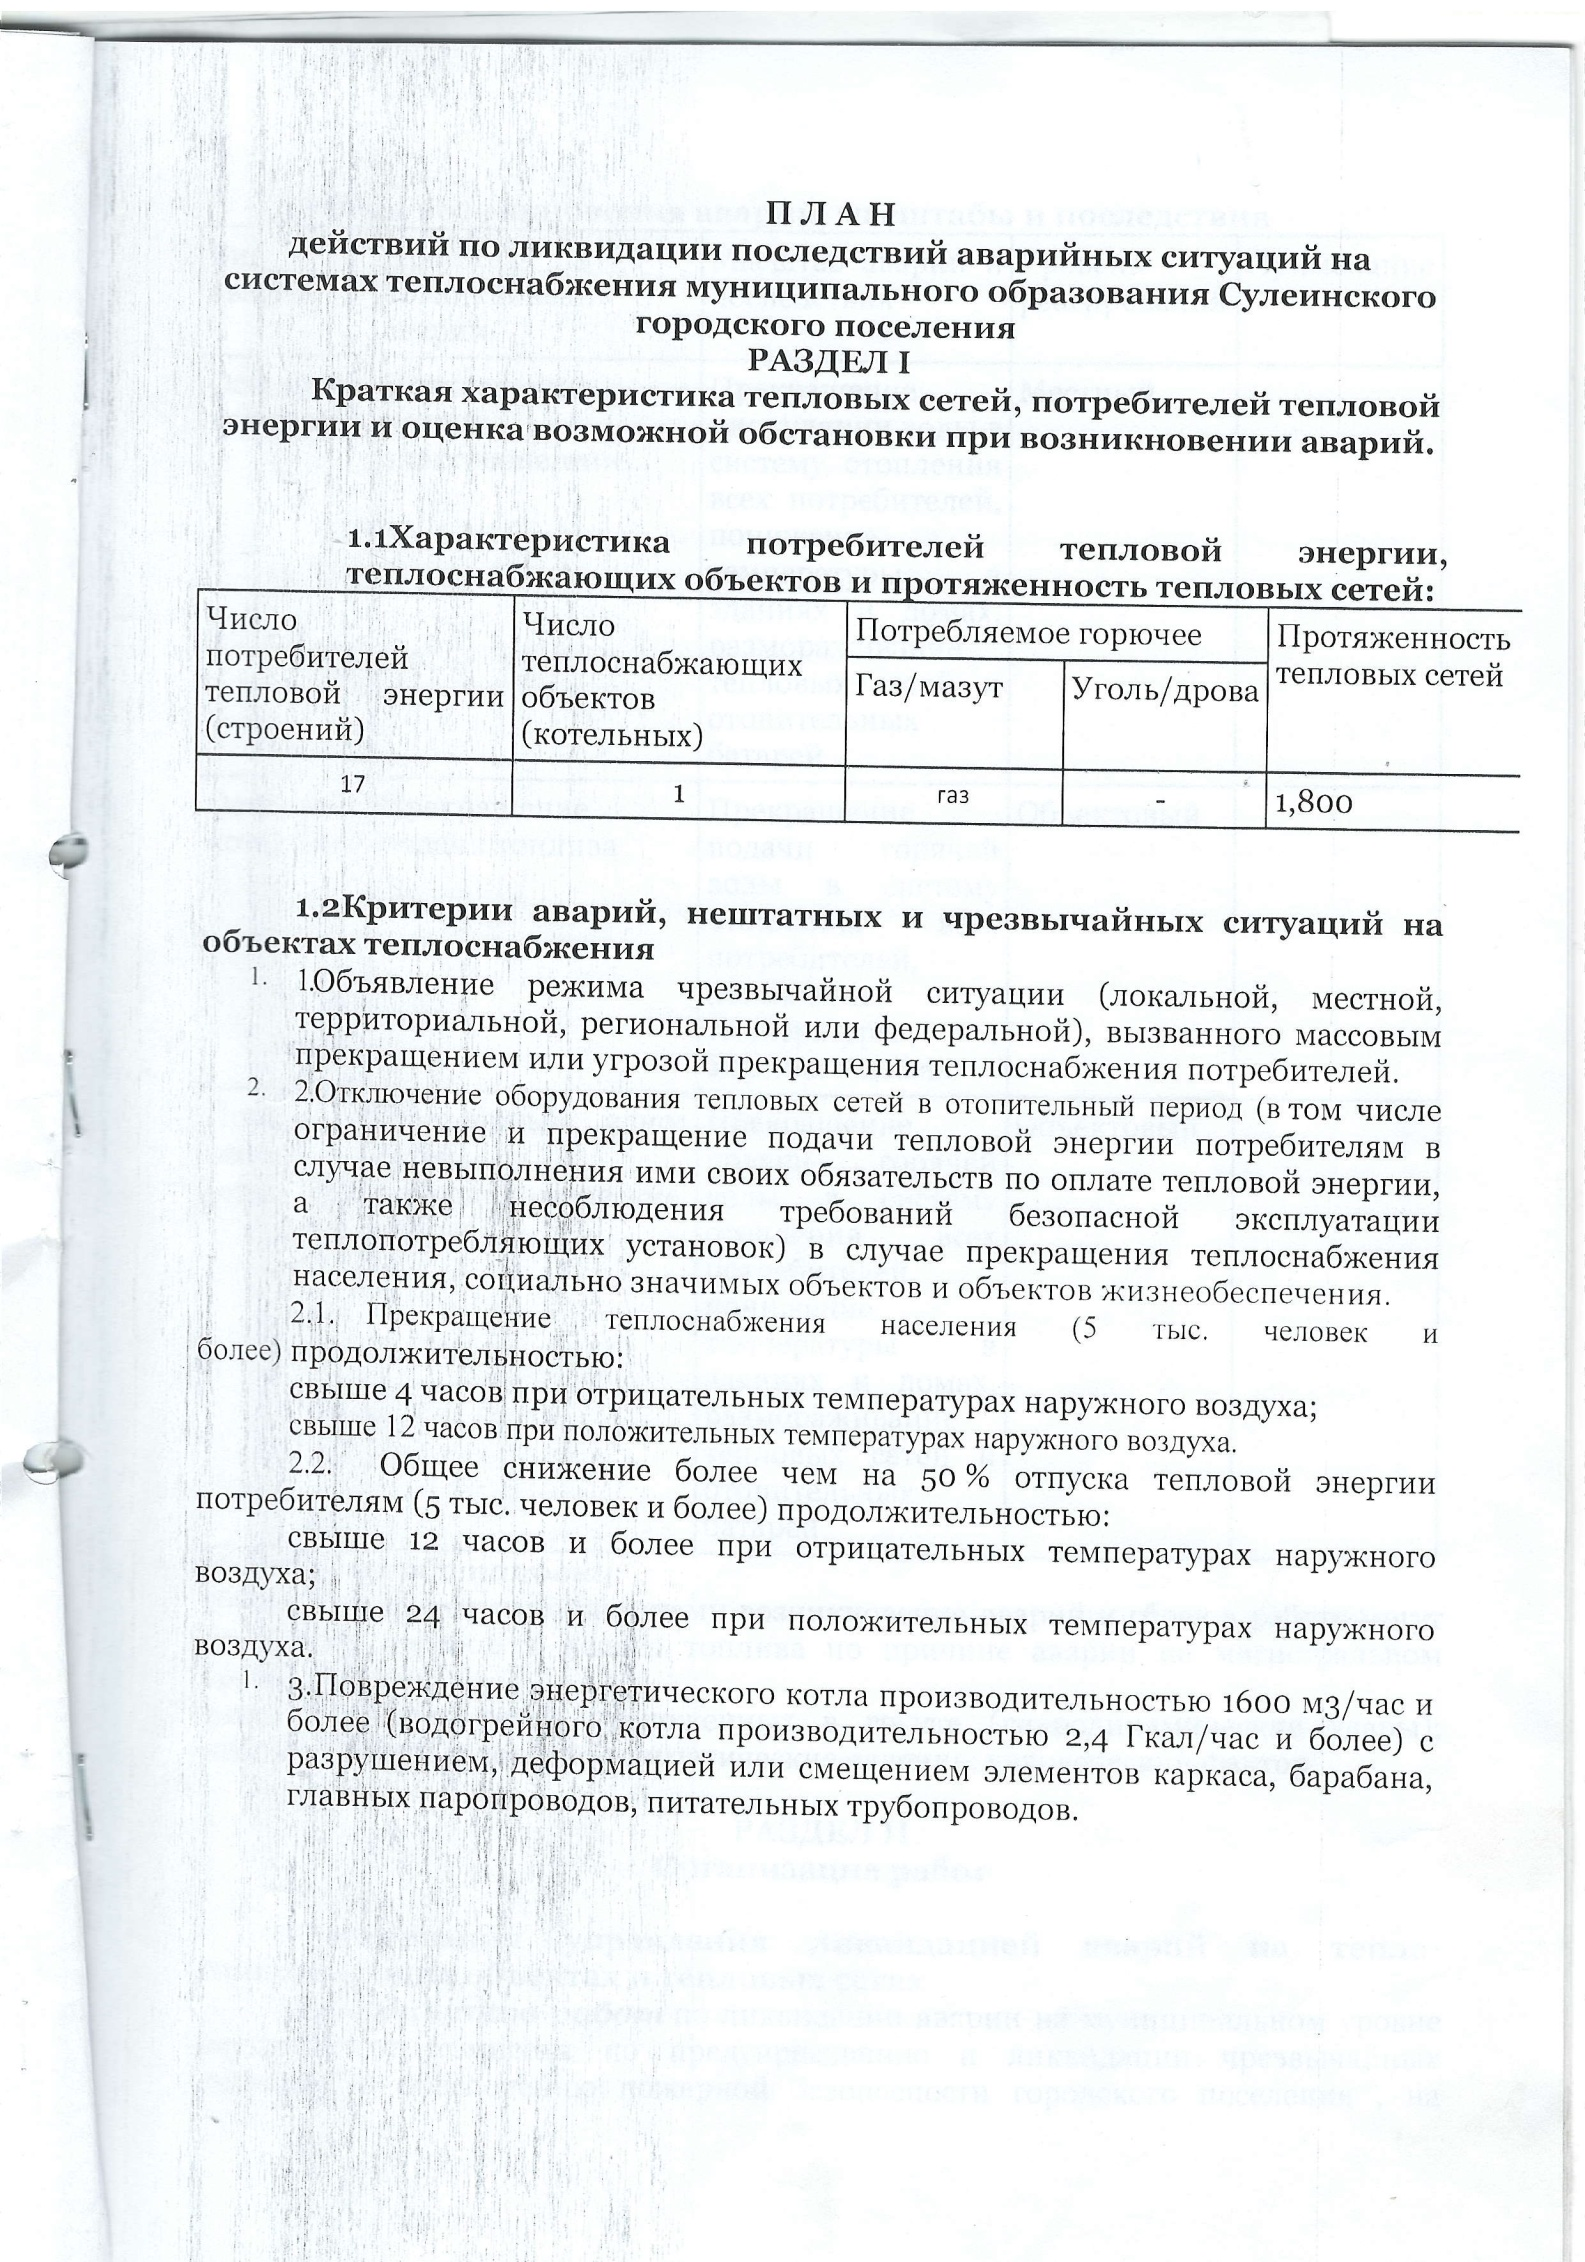 П Л А Н
действий по ликвидации последствий аварийных ситуаций на
системах теплоснабжения муниципального образования Сулеинского
городского поселения
РАЗДЕЛ I
Краткая характеристика тепловых сетей, потребителей тепловой
энергии и оценка возможной обстановки при возникновении аварий.
1.1Характеристика потребителей тепловой энергии,
теплоснабжающих объектов и протяженность тепловых сетей:
Число
потребителей
тепловой энергии
(строений)
Число
теплоснабжающих
объектов
(котельных)
Потребляемое горючее
Газ/мазут
Уголь/дрова
Протяженность
тепловых сетей
17
1
газ
-
1,800
1.2Критерии аварий, нештатных и чрезвычайных ситуаций на
объектах теплоснабжения
1. 1.Объявление режима чрезвычайной ситуации (локальной, местной,
территориальной, региональной или федеральной), вызванного массовым
прекращением или угрозой прекращения теплоснабжения потребителей.
2. 2.Отключение оборудования тепловых сетей в отопительный период (в том числе
ограничение и прекращение подачи тепловой энергии потребителям в
случае невыполнения ими своих обязательств по оплате тепловой энергии,
а также несоблюдения требований безопасной эксплуатации
теплопотребляющих установок) в случае прекращения теплоснабжения
населения, социально значимых объектов и объектов жизнеобеспечения.
2.1. Прекращение теплоснабжения населения (5 тыс. человек и
более) продолжительностью:
свыше 4 часов при отрицательных температурах наружного воздуха;
свыше 12 часов при положительных температурах наружного воздуха.
2.2. Общее снижение более чем на 50 % отпуска тепловой энергии
потребителям (5 тыс. человек и более) продолжительностью:
свыше 12 часов и более при отрицательных температурах наружного
воздуха;
свыше 24 часов и более при положительных температурах наружного
воздуха.
1. 3.Повреждение энергетического котла производительностью 1600 м3/час и
более (водогрейного котла производительностью 2,4 Гкал/час и более) с
разрушением, деформацией или смещением элементов каркаса, барабана,
главных паропроводов, питательных трубопроводов.